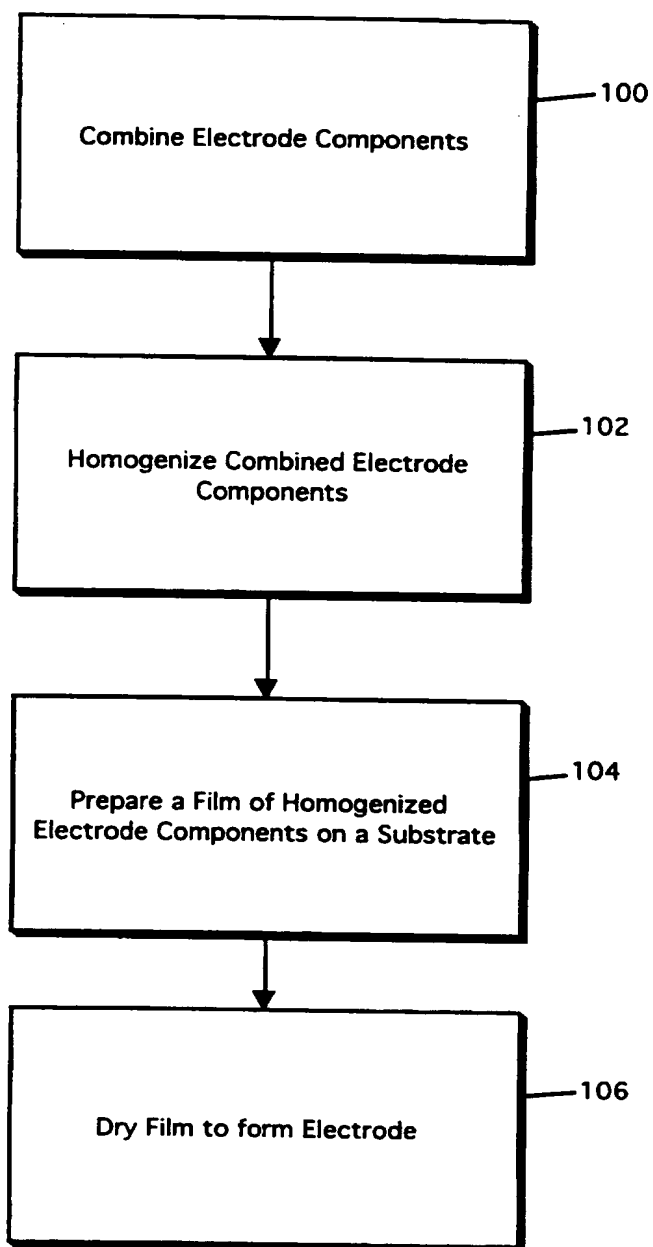 Combine Electrode Components
100
Homogenize Combined Electrode
Components
102
Prepare a Film of Homogenized
Electrode Components on a Substrate
104
Dry Film to form Electrode
106